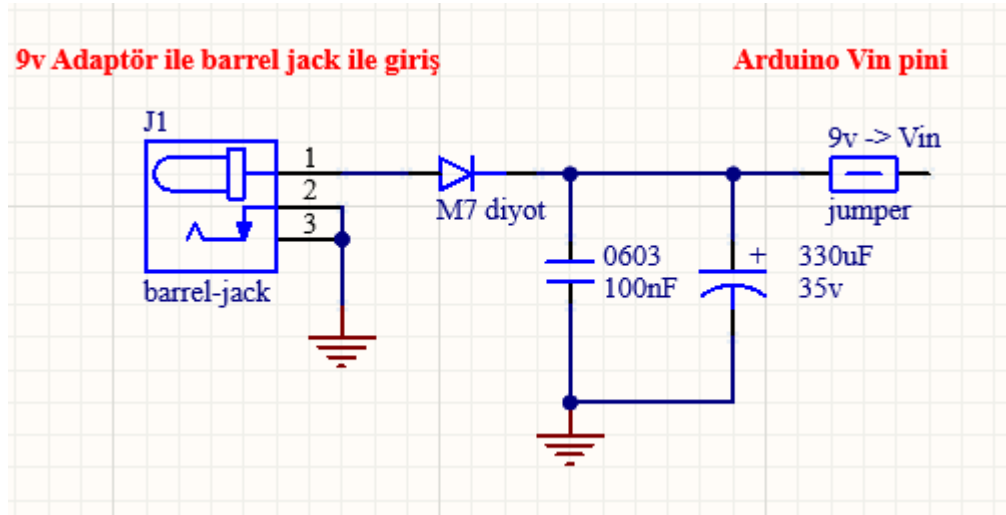 9v Adaptör ile barrel jack ile giriş
Arduino Vin pini
J1
1
2
3
barrel-jack
M7 diyot
9v -> Vin
jumper
0603
100nF
+
330uF
35v